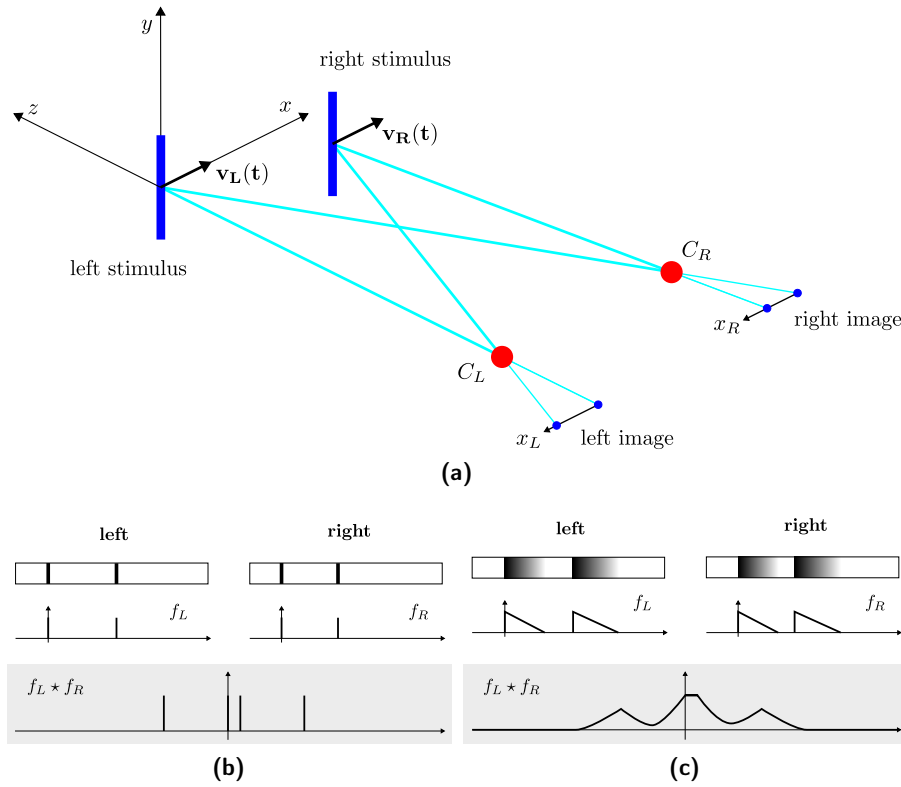 y
right stimulus
z
x
v_R(t)
v_L(t)
left stimulus
C_R
x_R
right image
C_L
x_L
left image
(a)
left
right
f_L
f_R
f_L ⋆ f_R
(b)
left
right
f_L
f_R
f_L ⋆ f_R
(c)